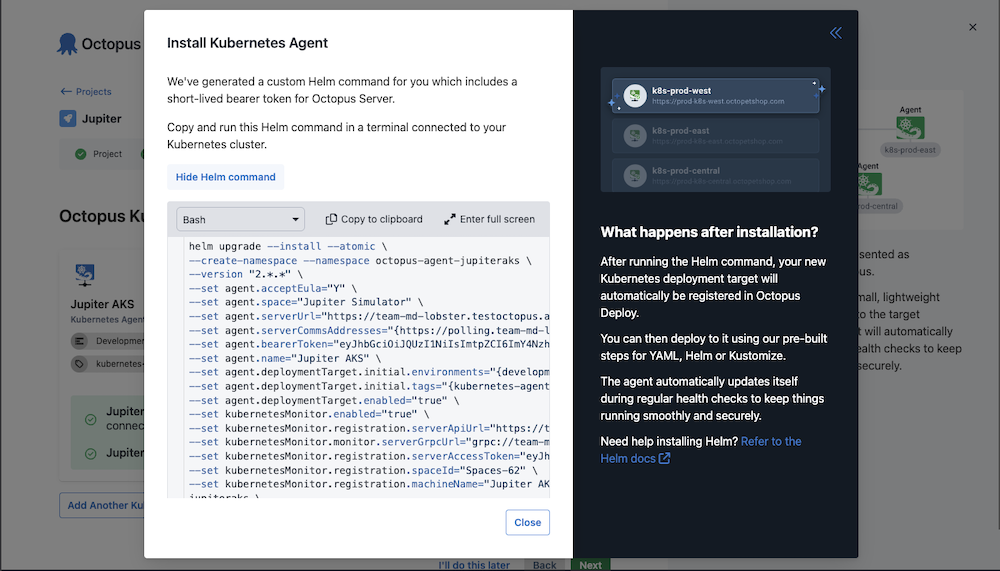 Install Kubernetes Agent
We've generated a custom Helm command for you which includes a
short-lived bearer token for Octopus Server.
Copy and run this Helm command in a terminal connected to your
Kubernetes cluster.
Hide Helm command
Bash
Copy to clipboard
Enter full screen
helm upgrade --install --atomic \
--create-namespace --namespace octopus-agent-jupiteraks \
--version "2.*.*" \
--set agent.acceptEula="Y" \
--set agent.space="Jupiter Simulator" \
--set agent.serverUrl="https://team-md-lobster.testoctopus.a
--set agent.serverCommsAddresses="{https://polling.team-md-l
--set agent.bearerToken="eyJhbGciOiJQUzI1NiIsImtpZCI6ImY4Nzh
--set agent.name="Jupiter AKS" \
--set agent.deploymentTarget.initial.environments="{developm
--set agent.deploymentTarget.initial.tags="{kubernetes-agent
--set agent.deploymentTarget.enabled="true" \
--set kubernetesMonitor.enabled="true" \
--set kubernetesMonitor.registration.serverApiUrl="https://t
--set kubernetesMonitor.monitor.serverGrpcUrl="grpc://team-m
--set kubernetesMonitor.registration.serverAccessToken="eyJh
--set kubernetesMonitor.registration.spaceId="Spaces-62" \
--set kubernetesMonitor.registration.machineName="Jupiter AK
jupiteraks \
Close
k8s-prod-west
https://prod-k8s-west.octopetshop.com
k8s-prod-east
https://prod-k8s-west.octopetshop.com
k8s-prod-central
https://prod-k8s-central.octopetshop.com
What happens after installation?
After running the Helm command, your new
Kubernetes deployment target will
automatically be registered in Octopus
Deploy.
You can then deploy to it using our pre-built
steps for YAML, Helm or Kustomize.
The agent automatically updates itself
during regular health checks to keep things
running smoothly and securely.
Need help installing Helm? Refer to the
Helm docs
Octopus
Projects
Jupiter
Project
Octopus Ku
Jupiter AKS
Kubernetes Agent
Developmen
kubernetes-
Jupiter
connec
Jupiter
Add Another Ku
I'll do this later
Back
Next
Agent
k8s-prod-east
Agent
rod-central
sented as
us.
mall, lightweight
to the target
t will automatically
ealth checks to keep
securely.